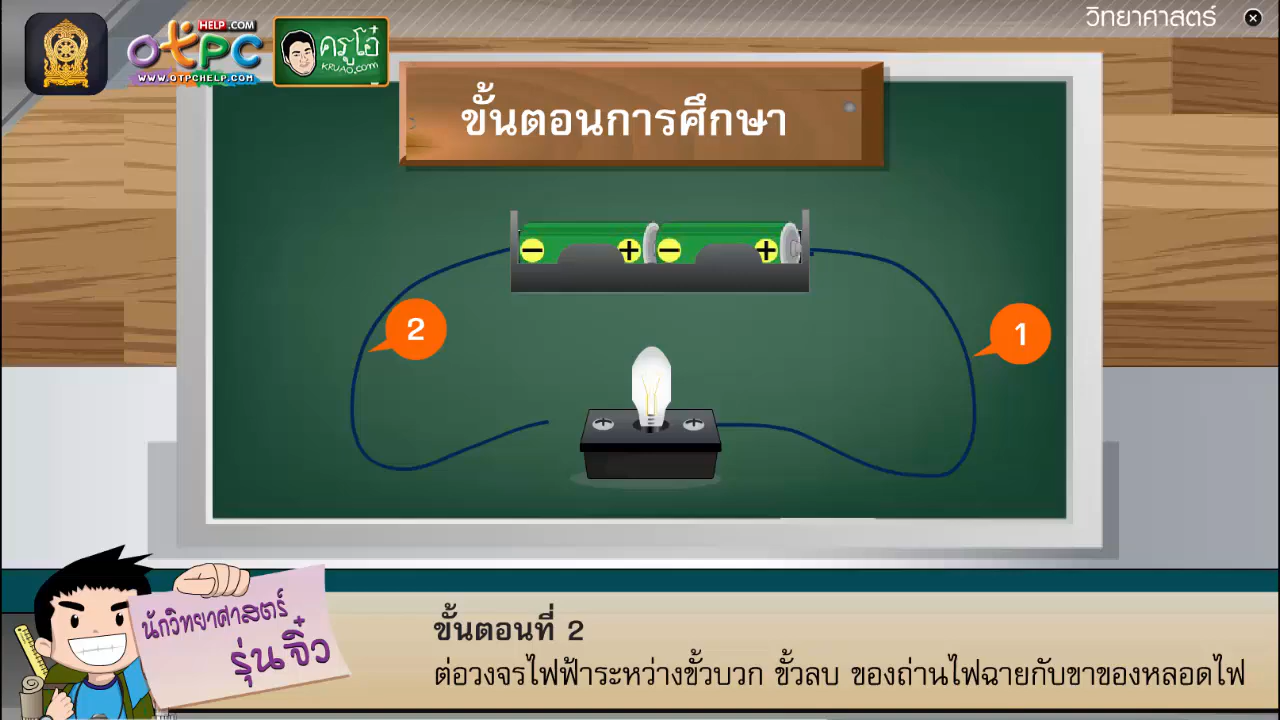 วิทยาศาสตร์
HELP.COM
OTPC
WWW.OTPCHELP.COM
ครูโอ๋
KRUAO.COM
ขั้นตอนการศึกษา
− + − +
2
1
นักวิทยาศาสตร์
รุ่นจิ๋ว
ขั้นตอนที่ 2
ต่อวงจรไฟฟ้าระหว่างขั้วบวก ขั้วลบ ของถ่านไฟฉายกับขาของหลอดไฟ